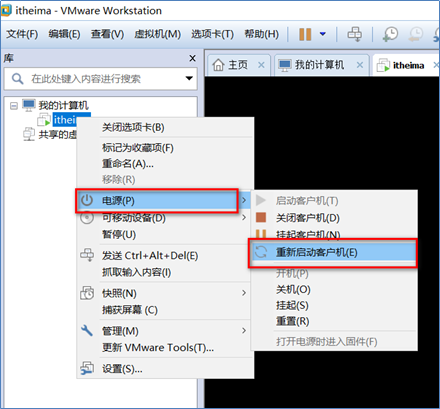 itheima - VMware Workstation
文件(F) 编辑(E) 查看(V) 虚拟机(M) 选项卡(T) 帮助(H)
库
在此处键入内容进行搜索
主页 我的计算机 itheima
我的计算机
itheima
共享的虚
关闭选项卡(B)
标记为收藏项(F)
重命名(A)...
移除(R)
电源(P)
可移动设备(D)
暂停(U)
发送 Ctrl+Alt+Del(E)
抓取输入内容(I)
快照(N)
捕获屏幕 (C)
管理(M)
更新 VMware Tools(T)...
设置(S)...
启动客户机(T)
关闭客户机(D)
挂起客户机(N)
重新启动客户机(E)
开机(P)
关机(O)
挂起(S)
重置(R)
打开电源时进入固件(F)